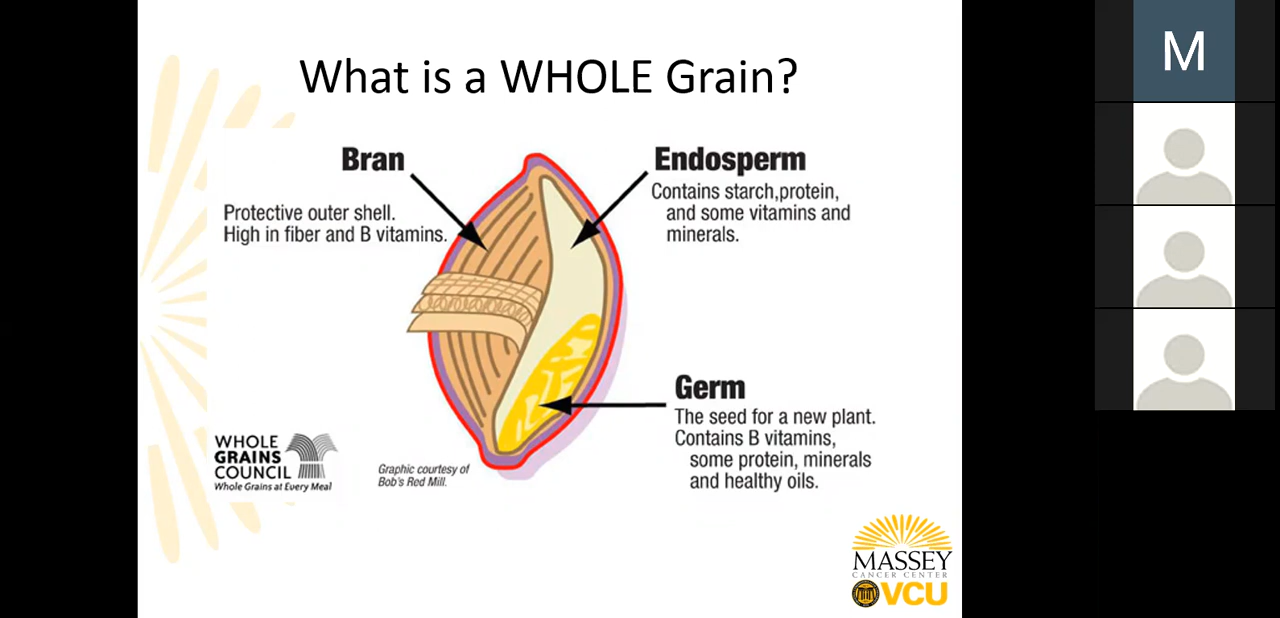 What is a WHOLE Grain?
Bran
Protective outer shell.
High in fiber and B vitamins.
Endosperm
Contains starch,protein,
and some vitamins and
minerals.
Germ
The seed for a new plant.
Contains B vitamins,
some protein, minerals
and healthy oils.
WHOLE
GRAINS
COUNCIL
Whole Grains at Every Meal
Graphic courtesy of
Bob's Red Mill.
MASSEY
CANCER CENTER
VCU
M